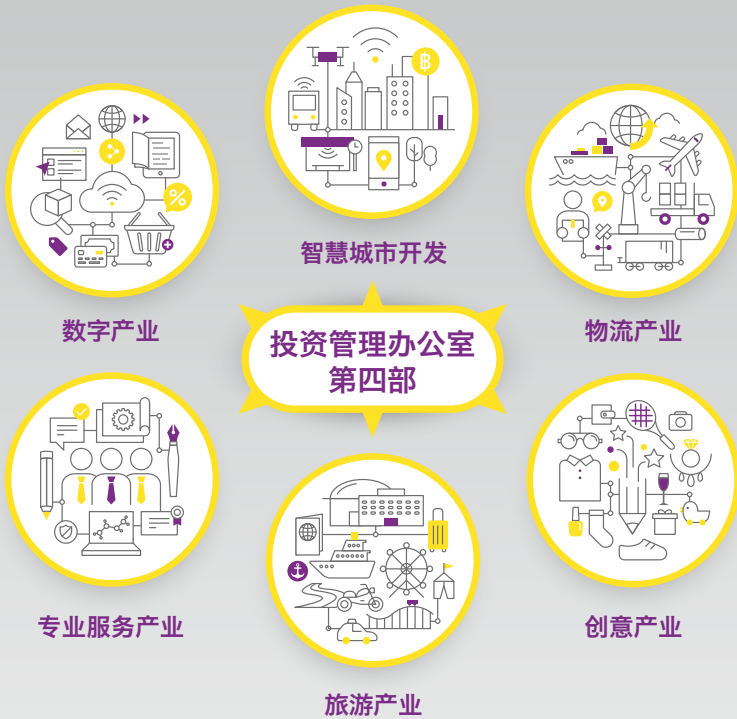 智慧城市开发
数字产业
物流产业
投资管理办公室
第四部
专业服务产业
创意产业
旅游产业